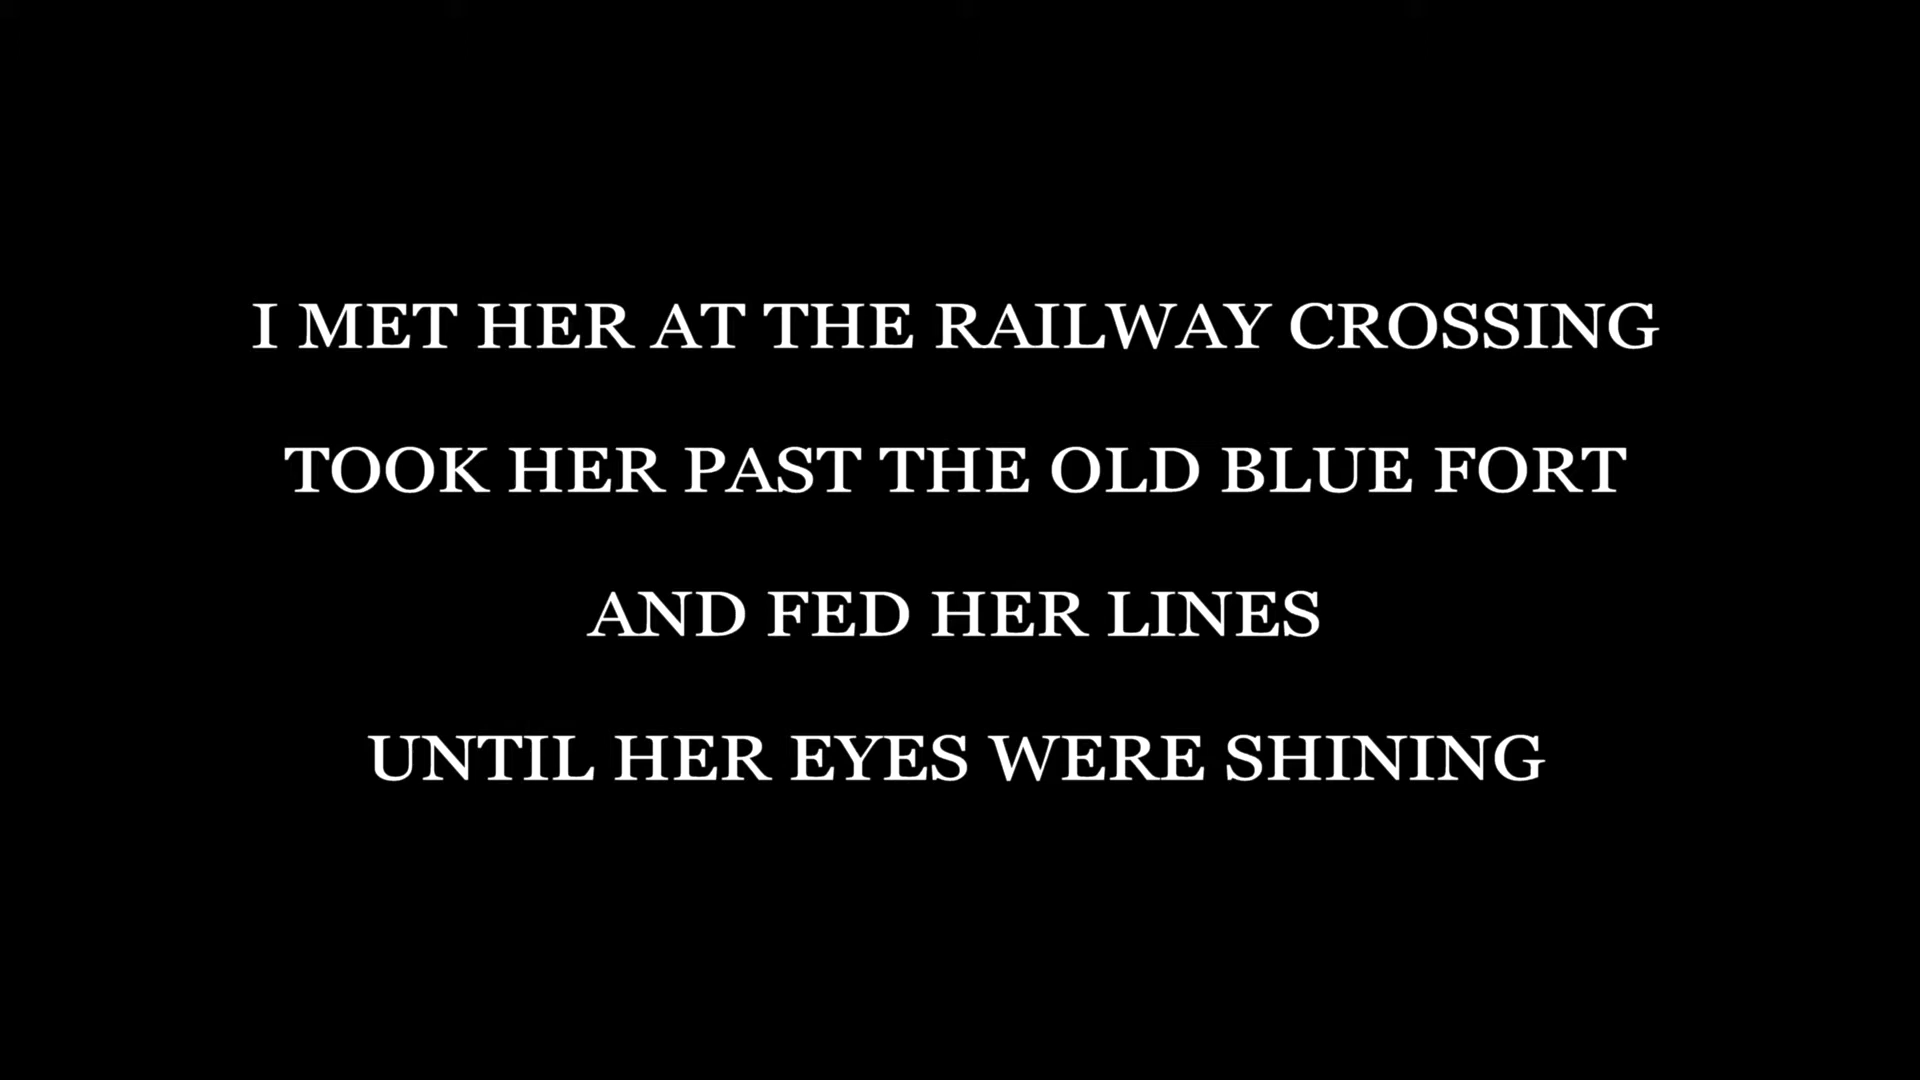 I MET HER AT THE RAILWAY CROSSING
TOOK HER PAST THE OLD BLUE FORT
AND FED HER LINES
UNTIL HER EYES WERE SHINING